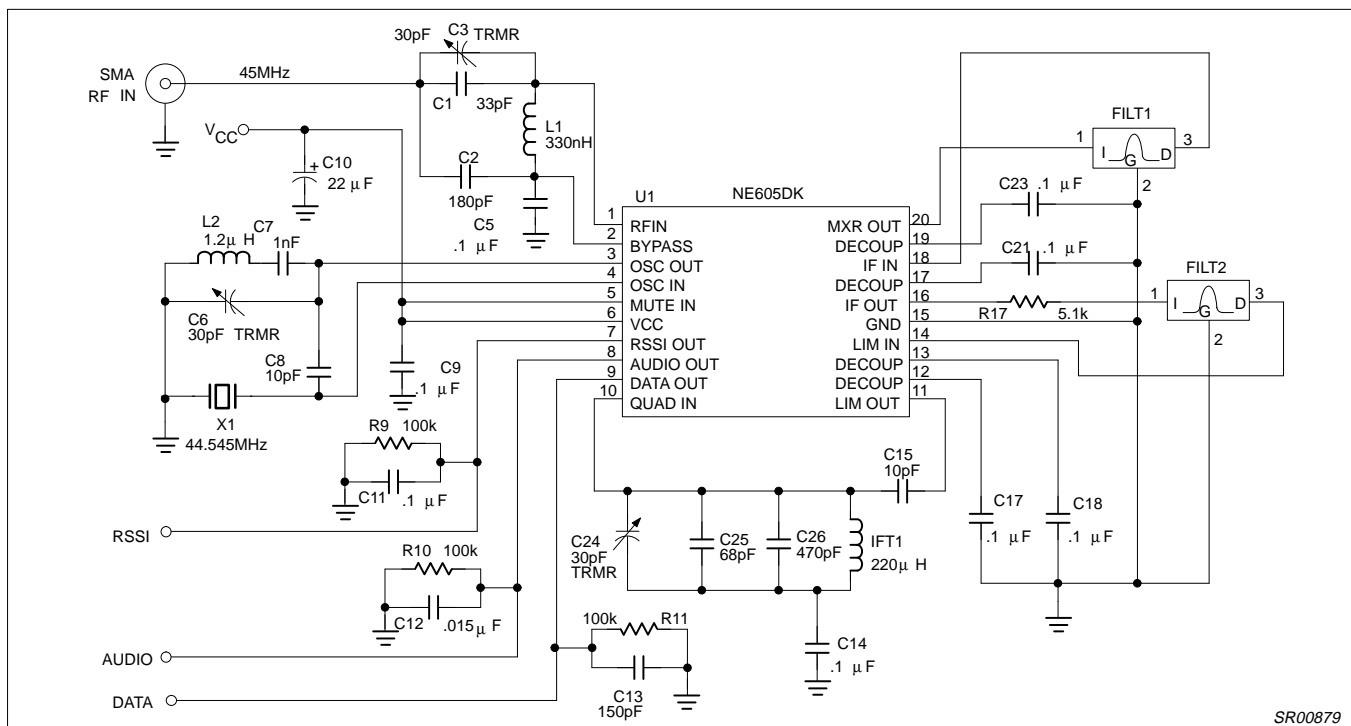 C3
30pF
TRMR
SMA
RF IN
45MHz
C1
33pF
L1
330nH
VCC
C10
+
22 μF
C2
180pF
C5
.1 μF
L2
1.2μ H
C7
1nF
C6
30pF
TRMR
C8
10pF
X1
44.545MHz
C9
.1 μF
U1
NE605DK
1
RFIN
2
BYPASS
3
OSC OUT
4
OSC IN
5
MUTE IN
6
VCC
7
RSSI OUT
8
AUDIO OUT
9
DATA OUT
10
QUAD IN
MXR OUT
20
DECOUP
19
IF IN
18
DECOUP
17
IF OUT
16
GND
15
LIM IN
14
DECOUP
13
DECOUP
12
LIM OUT
11
C23 .1 μF
C21 .1 μF
R17
5.1k
FILT1
1
I
G
D
3
2
FILT2
1
I
G
D
3
2
R9 100k
C11
.1 μF
RSSI
R10 100k
C12
.015μF
AUDIO
DATA
100k
R11
C13
150pF
C24
30pF
TRMR
C25
68pF
C26
470pF
IFT1
220μ H
C15
10pF
C14
.1 μF
C17
.1 μF
C18
.1 μF
SR00879